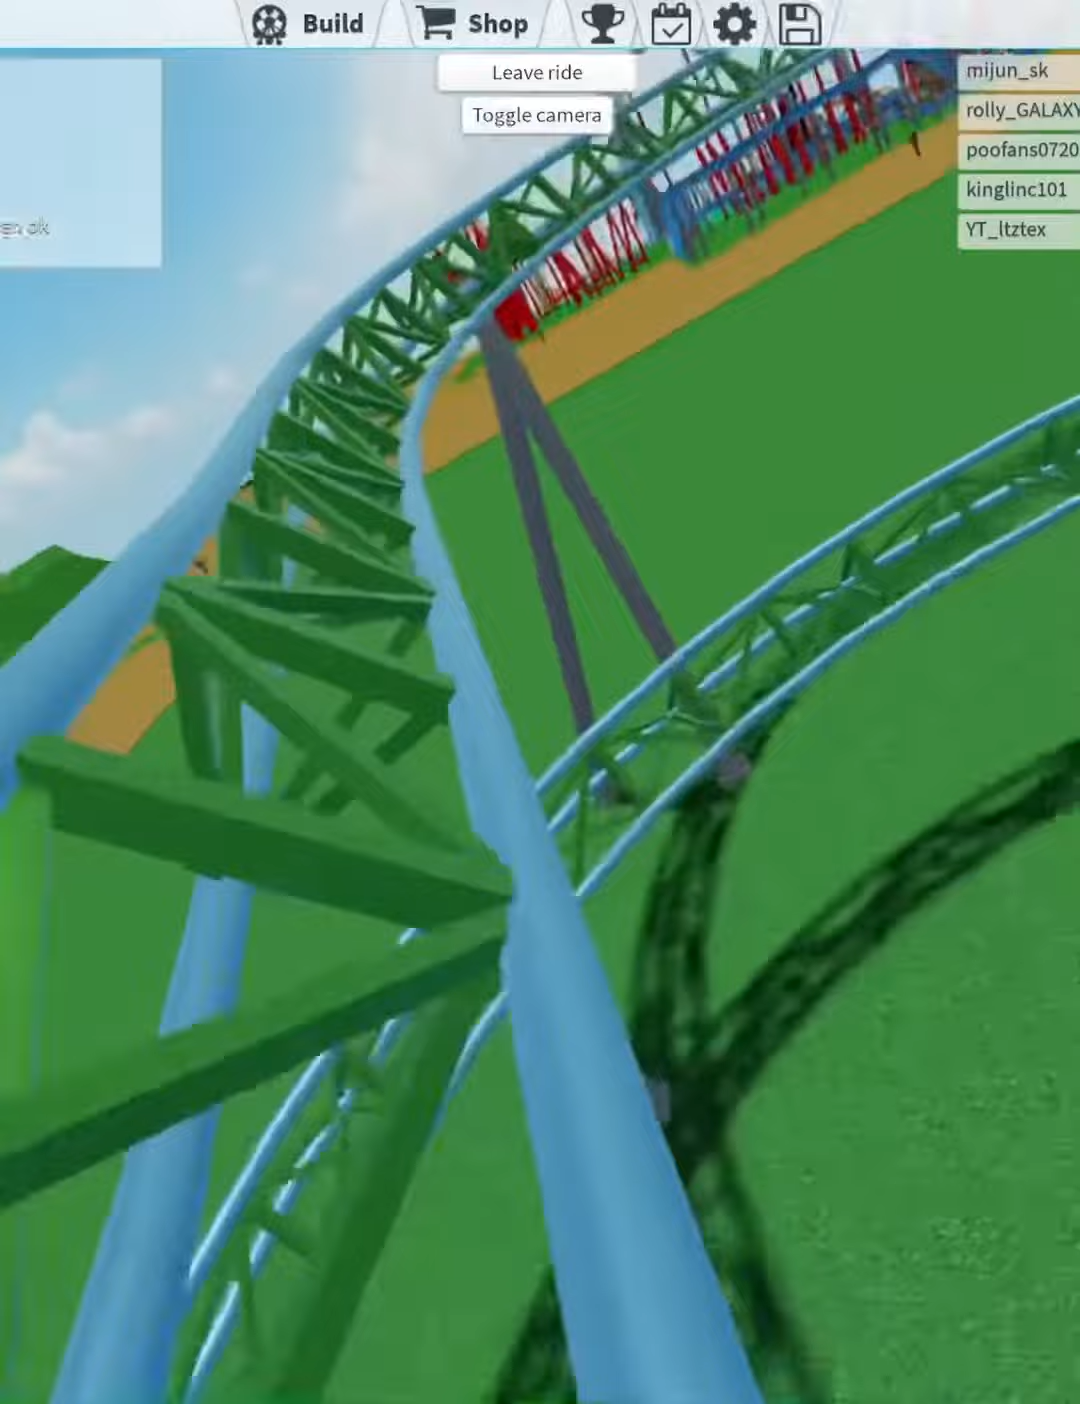 Build
Shop
Leave ride
Toggle camera
mijun_sk
rolly_GALAXY
poofans0720
kinglinc101
YT_ltztex